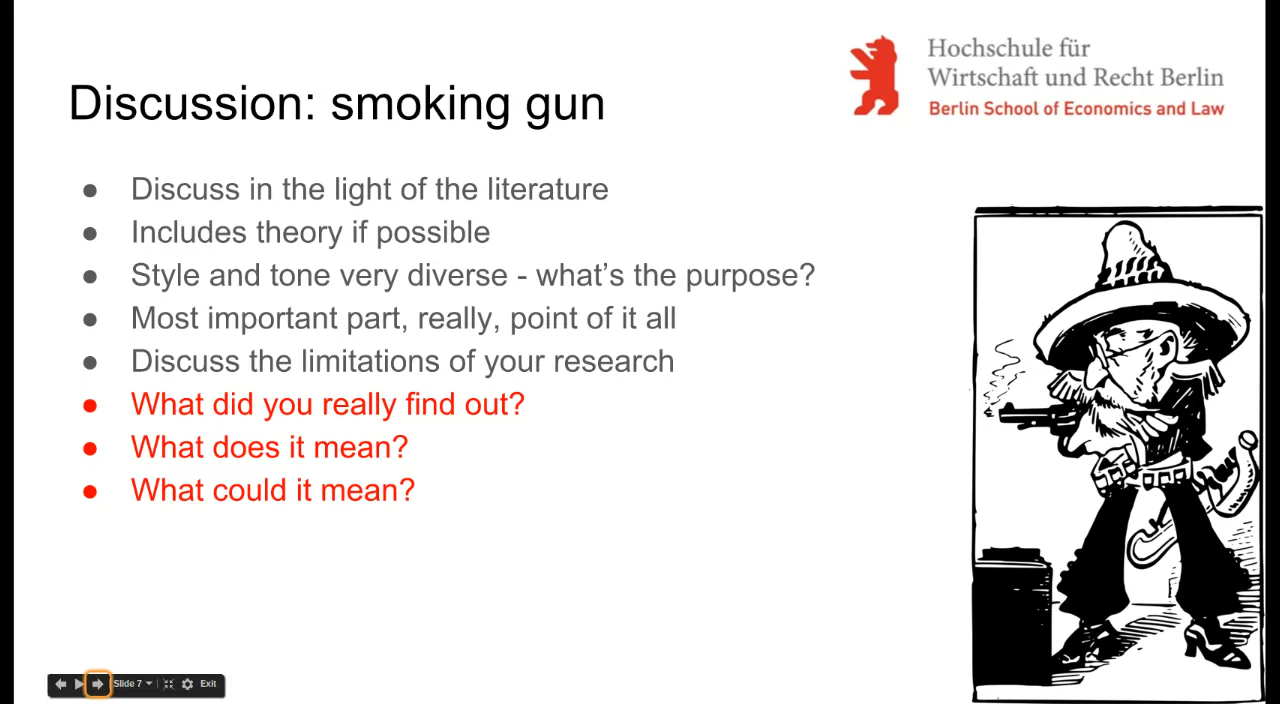 Hochschule für
Wirtschaft und Recht Berlin
Berlin School of Economics and Law
Discussion: smoking gun
● Discuss in the light of the literature
● Includes theory if possible
● Style and tone very diverse - what's the purpose?
● Most important part, really, point of it all
● Discuss the limitations of your research
● What did you really find out?
● What does it mean?
● What could it mean?
Slide 7 Exit